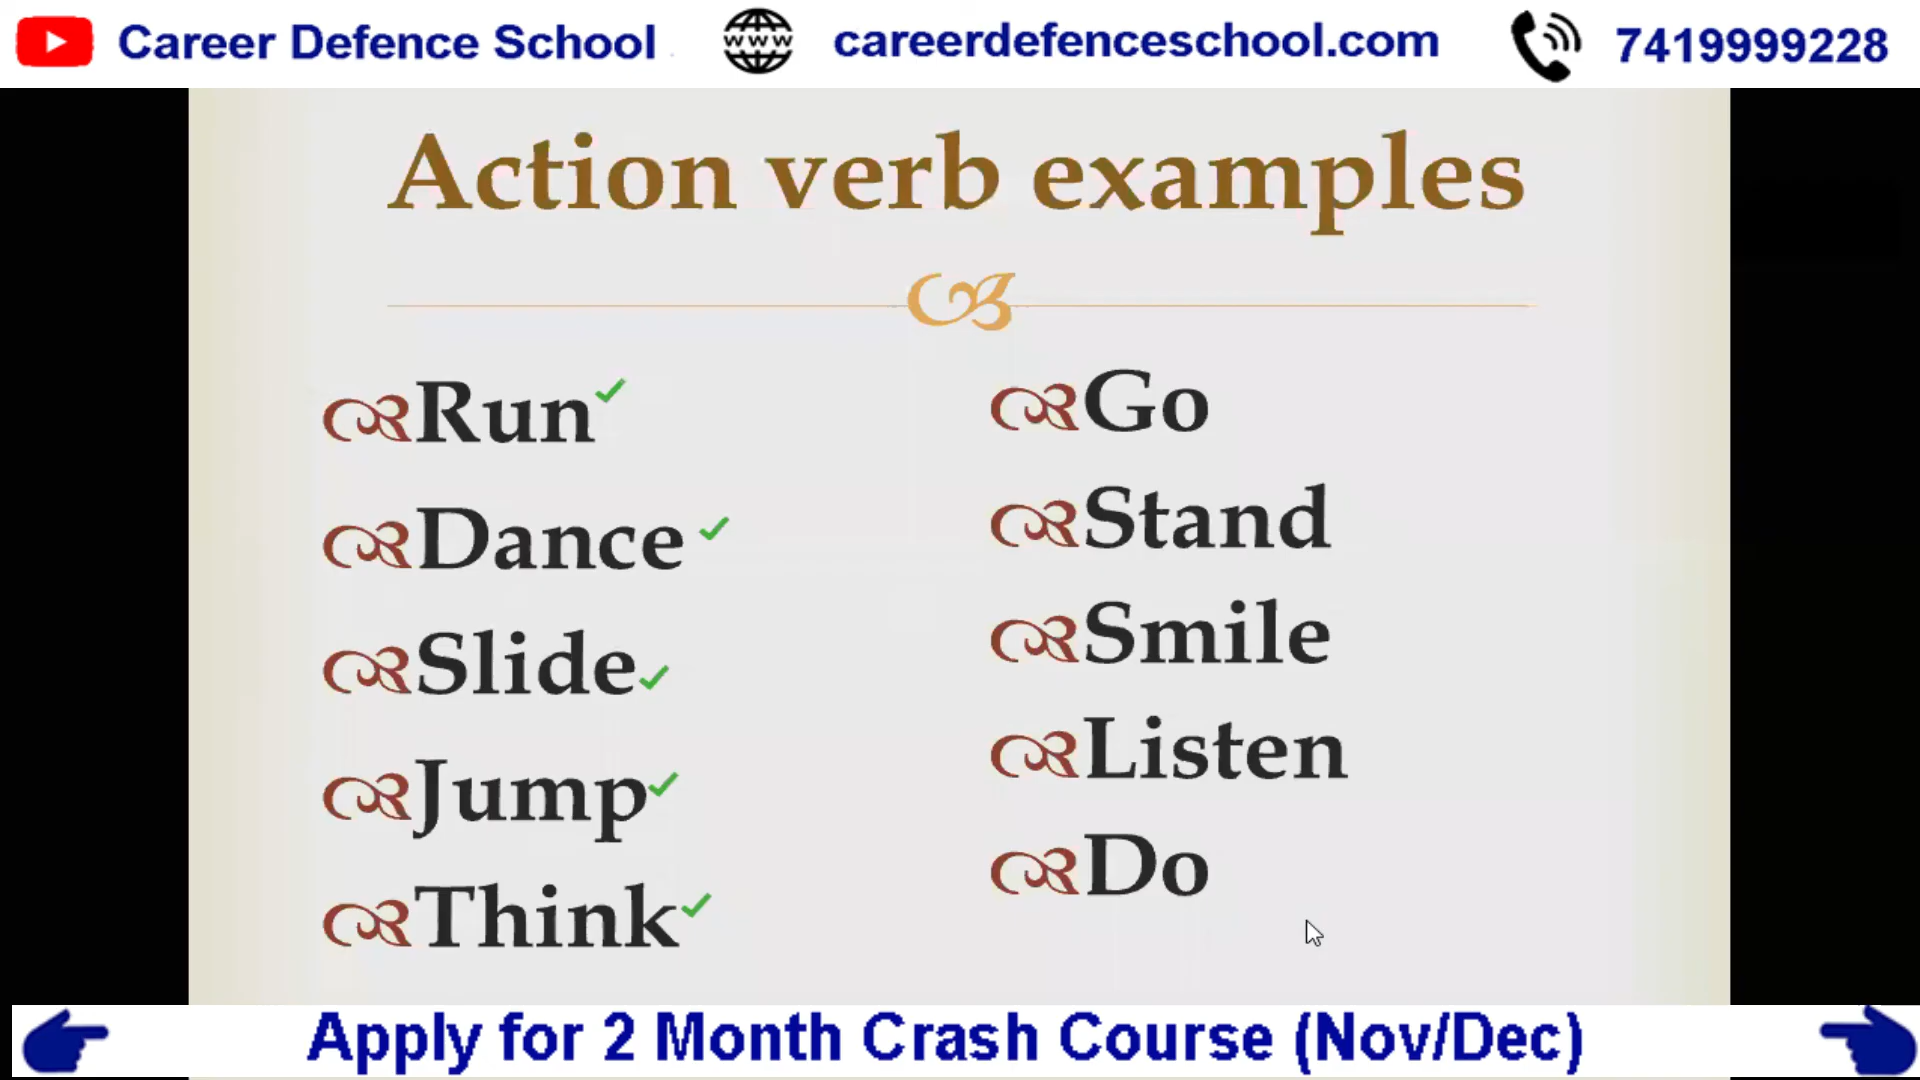 Career Defence School
www
careerdefenceschool.com
7419999228
Action verb examples
Run
Dance
Slide
Jump
Think
Go
Stand
Smile
Listen
Do
Apply for 2 Month Crash Course (Nov/Dec)